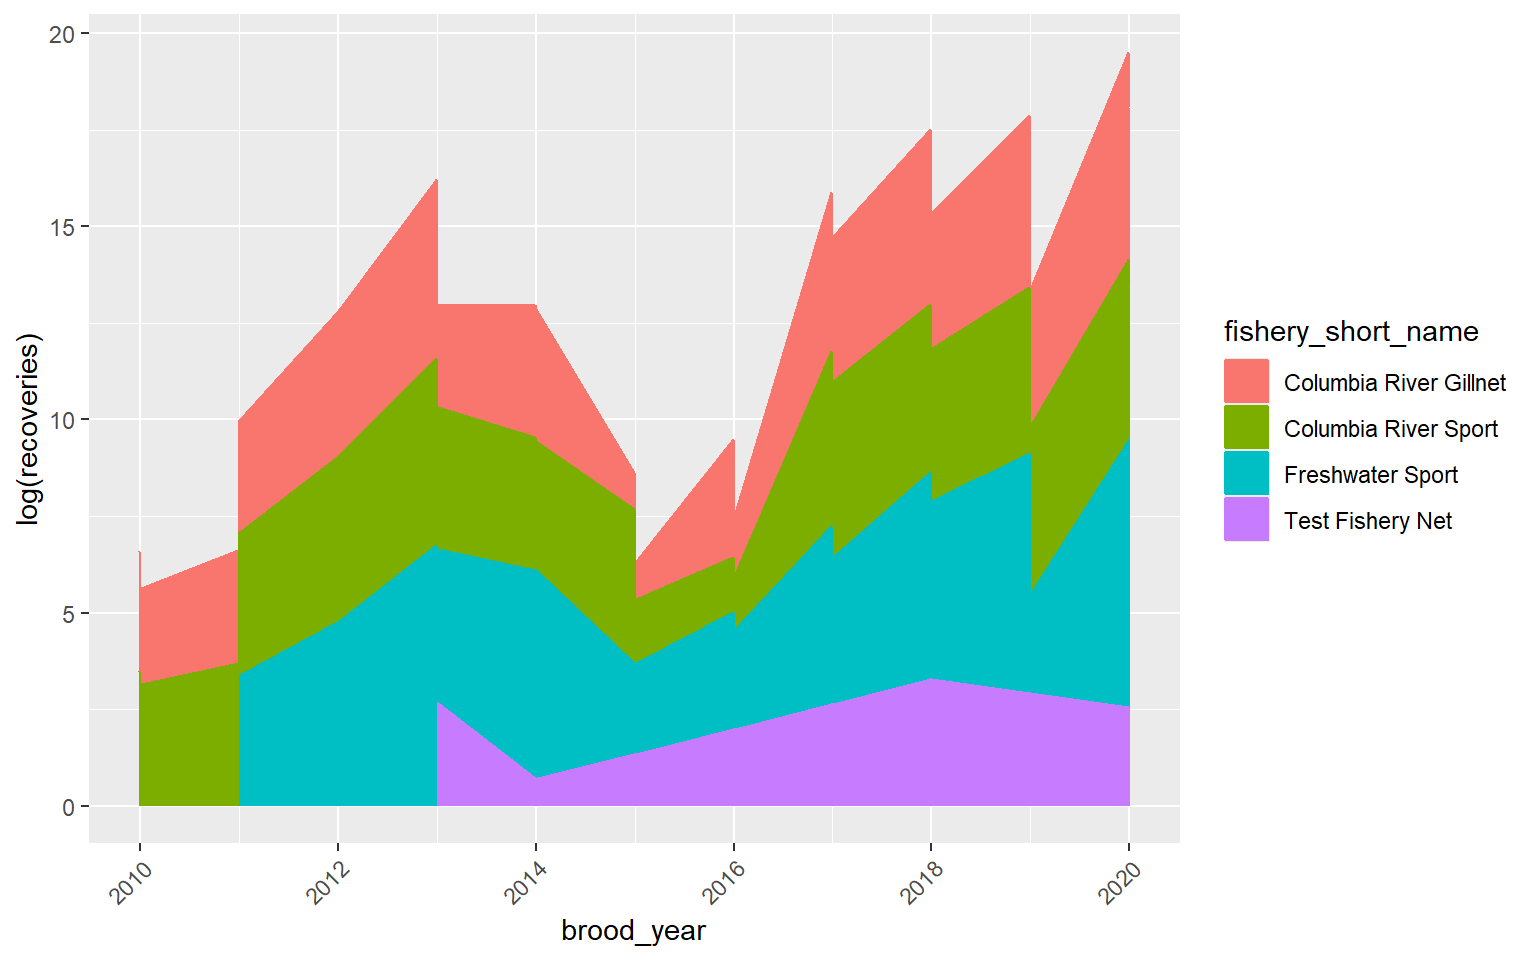 20
15
10
5
0
log(recoveries)
2010
2012
2014
2016
2018
2020
brood_year
fishery_short_name
Columbia River Gillnet
Columbia River Sport
Freshwater Sport
Test Fishery Net